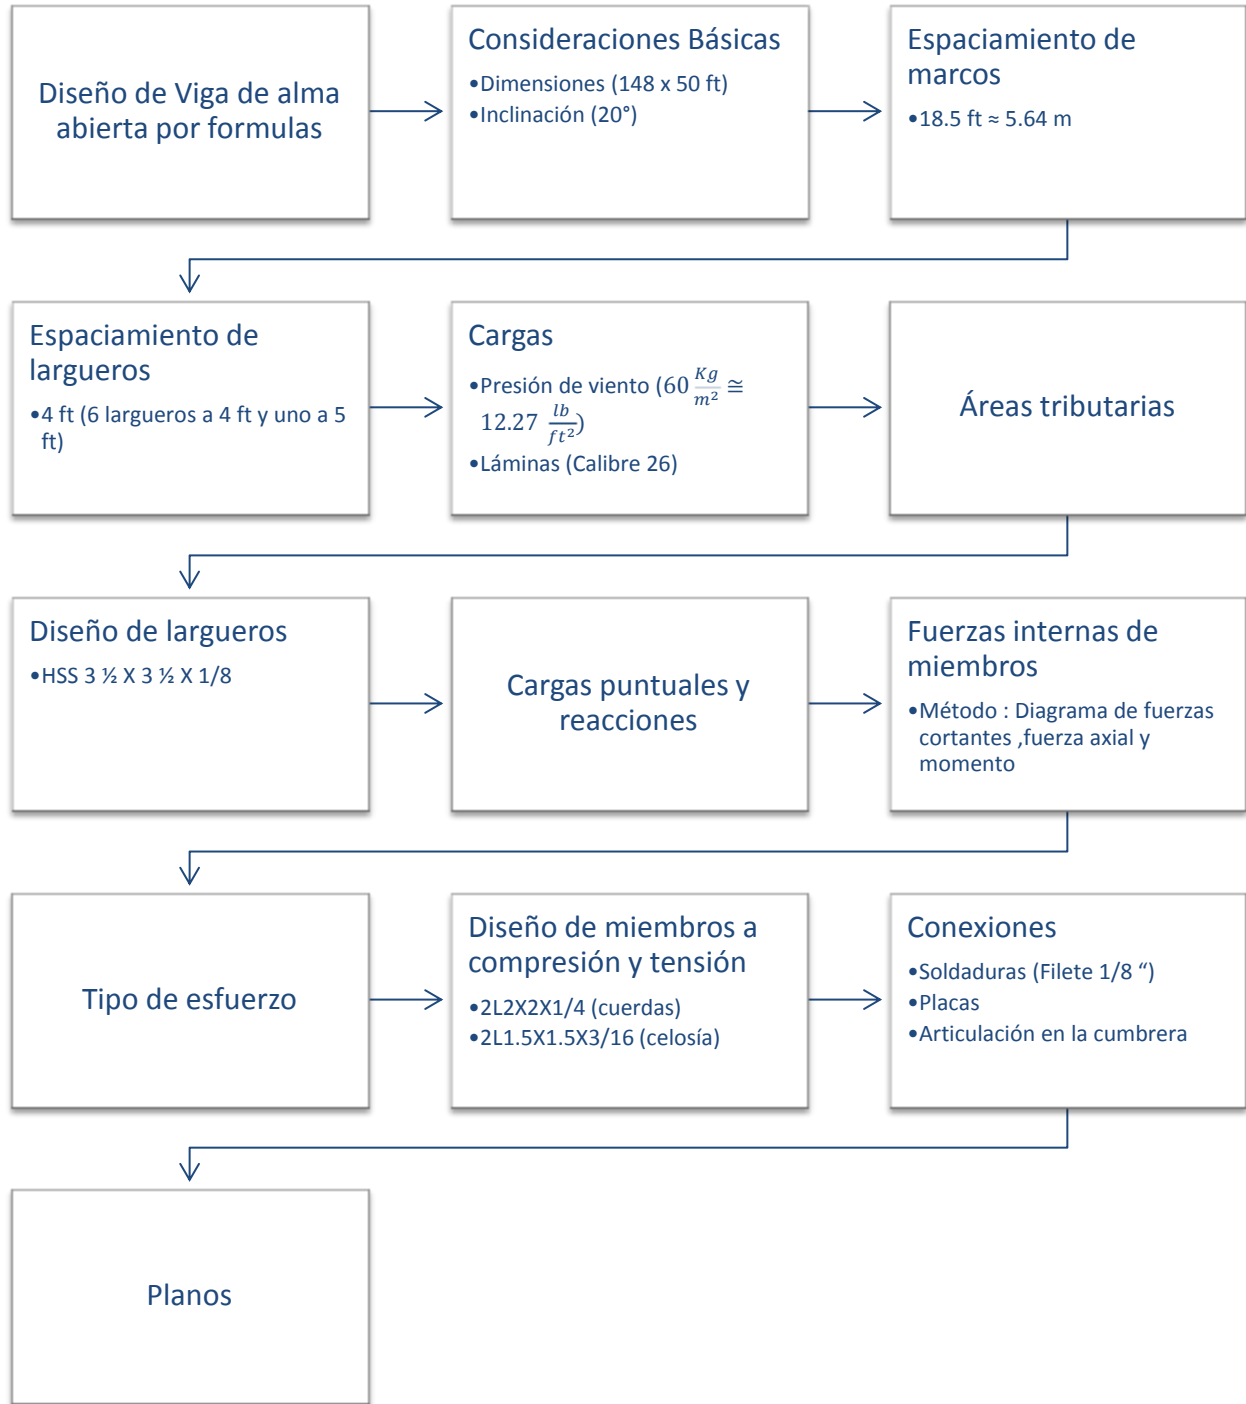 Diseño de Viga de alma
abierta por formulas
Consideraciones Básicas
•Dimensiones (148 x 50 ft)
•Inclinación (20°)
Espaciamiento de
marcos
•18.5 ft ≈ 5.64 m
Espaciamiento de
largueros
•4 ft (6 largueros a 4 ft y uno a 5
ft)
Cargas
•Presión de viento (60 Kg/m² ≅
12.27 lb/ft²)
•Láminas (Calibre 26)
Áreas tributarias
Diseño de largueros
•HSS 3 ½ X 3 ½ X 1/8
Cargas puntuales y
reacciones
Fuerzas internas de
miembros
•Método : Diagrama de fuerzas
cortantes ,fuerza axial y
momento
Tipo de esfuerzo
Diseño de miembros a
compresión y tensión
•2L2X2X1/4 (cuerdas)
•2L1.5X1.5X3/16 (celosía)
Conexiones
•Soldaduras (Filete 1/8 “)
•Placas
•Articulación en la cumbrera
Planos